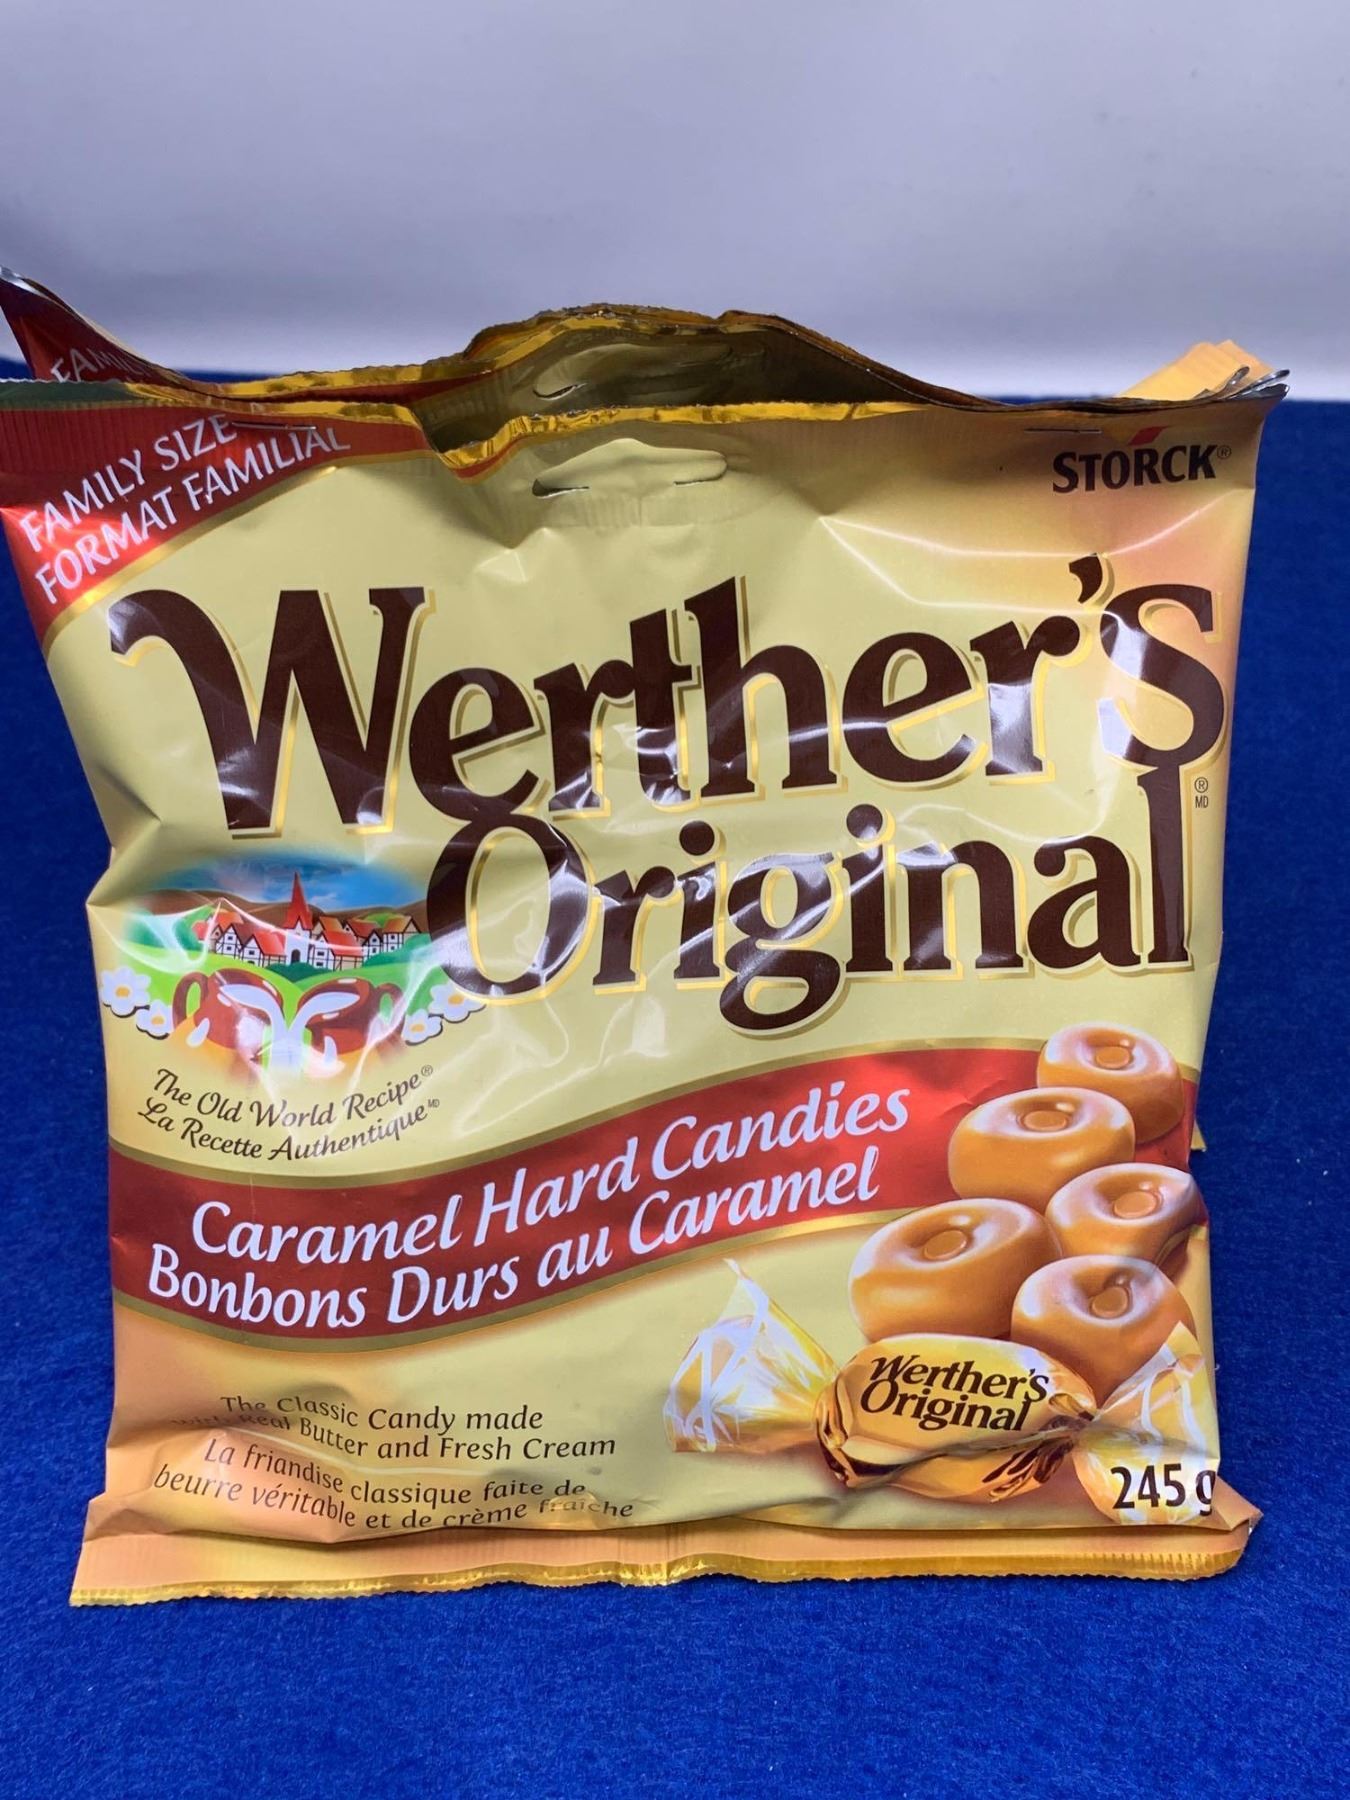 FAMILY SIZE
FORMAT FAMILIAL
STORCK®
Werther's
Original
®
MD
The Old World Recipe®
La Recette Authentique MD
Caramel Hard Candies
Bonbons Durs au Caramel
The Classic Candy made
with Real Butter and Fresh Cream
La friandise classique faite de
beurre véritable et de crème fraîche
Werther's
Original
245 g